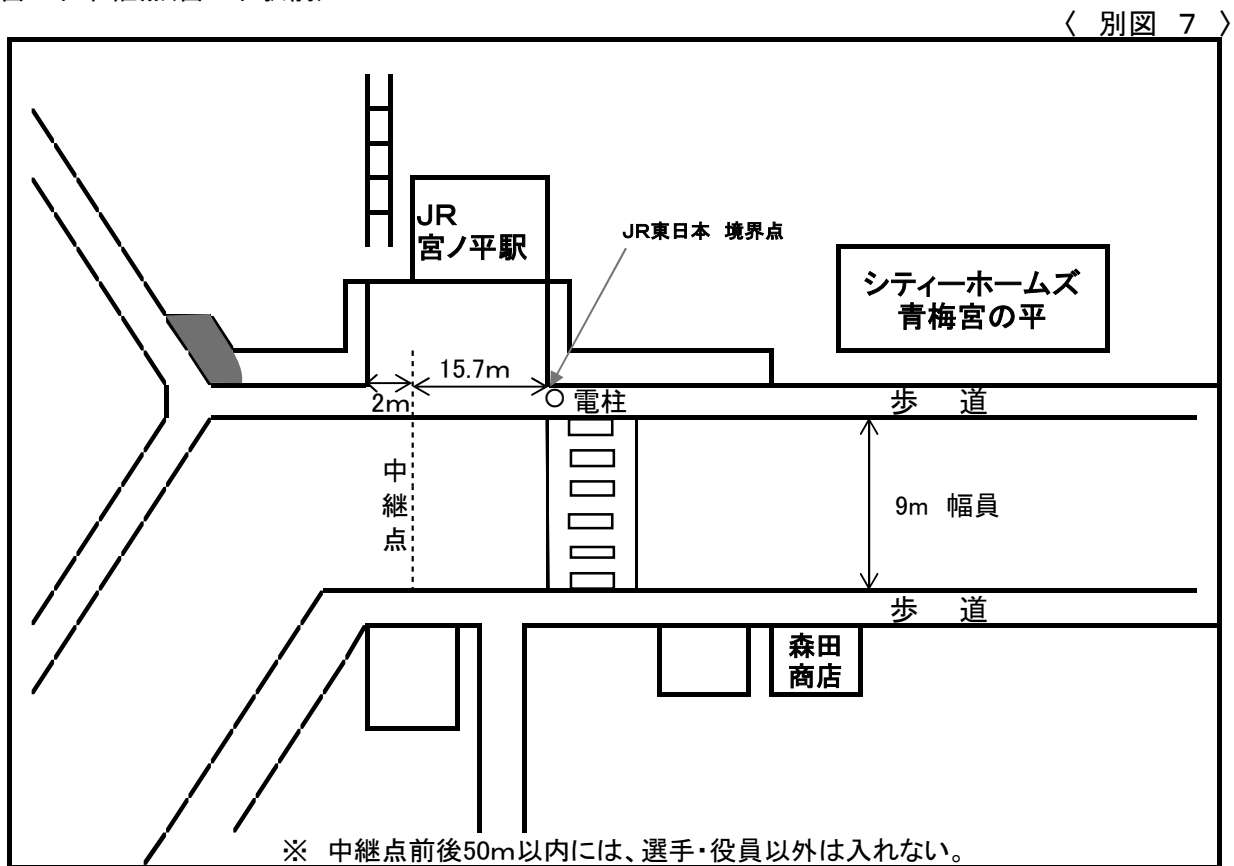 〈 別図 7 〉
JR
宮ノ平駅
JR東日本 境界点
シティーホームズ
青梅宮の平
15.7m
2m
電柱
歩 道
中
継
点
9m 幅員
歩 道
森田
商店
※ 中継点前後50m以内には、選手・役員以外は入れない。